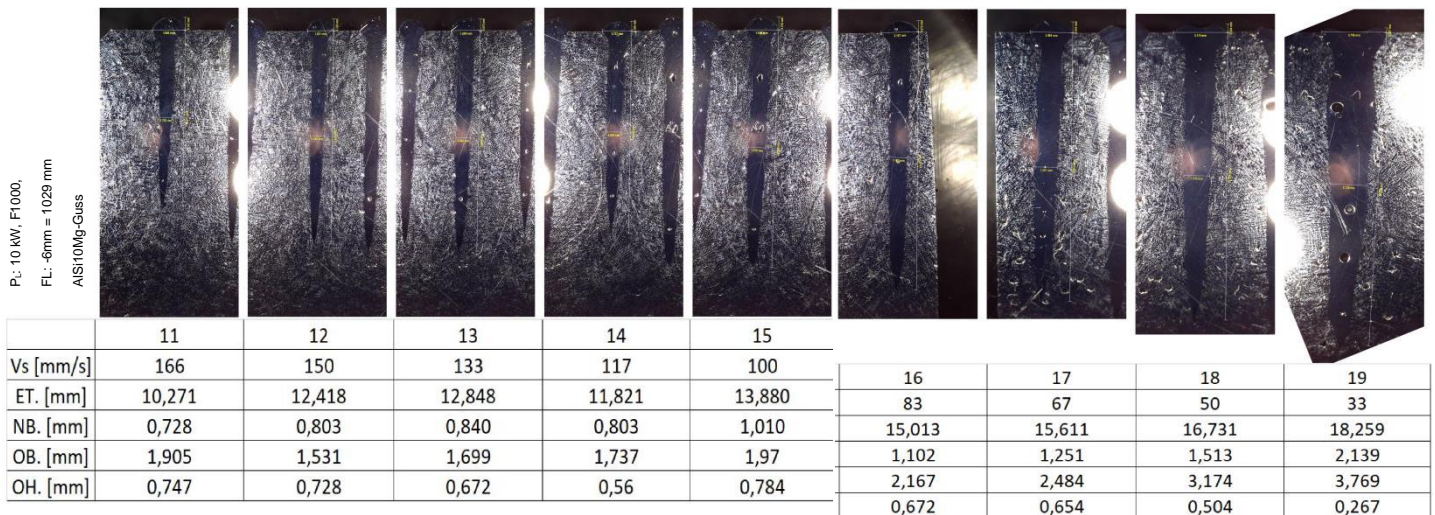 P_L: 10 kW, F1000,
FL: -6mm = 1029 mm
AlSi10Mg-Guss
11 12 13 14 15
Vs [mm/s] 166 150 133 117 100
ET. [mm] 10,271 12,418 12,848 11,821 13,880
NB. [mm] 0,728 0,803 0,840 0,803 1,010
OB. [mm] 1,905 1,531 1,699 1,737 1,97
OH. [mm] 0,747 0,728 0,672 0,56 0,784
16 17 18 19
83 67 50 33
15,013 15,611 16,731 18,259
1,102 1,251 1,513 2,139
2,167 2,484 3,174 3,769
0,672 0,654 0,504 0,267